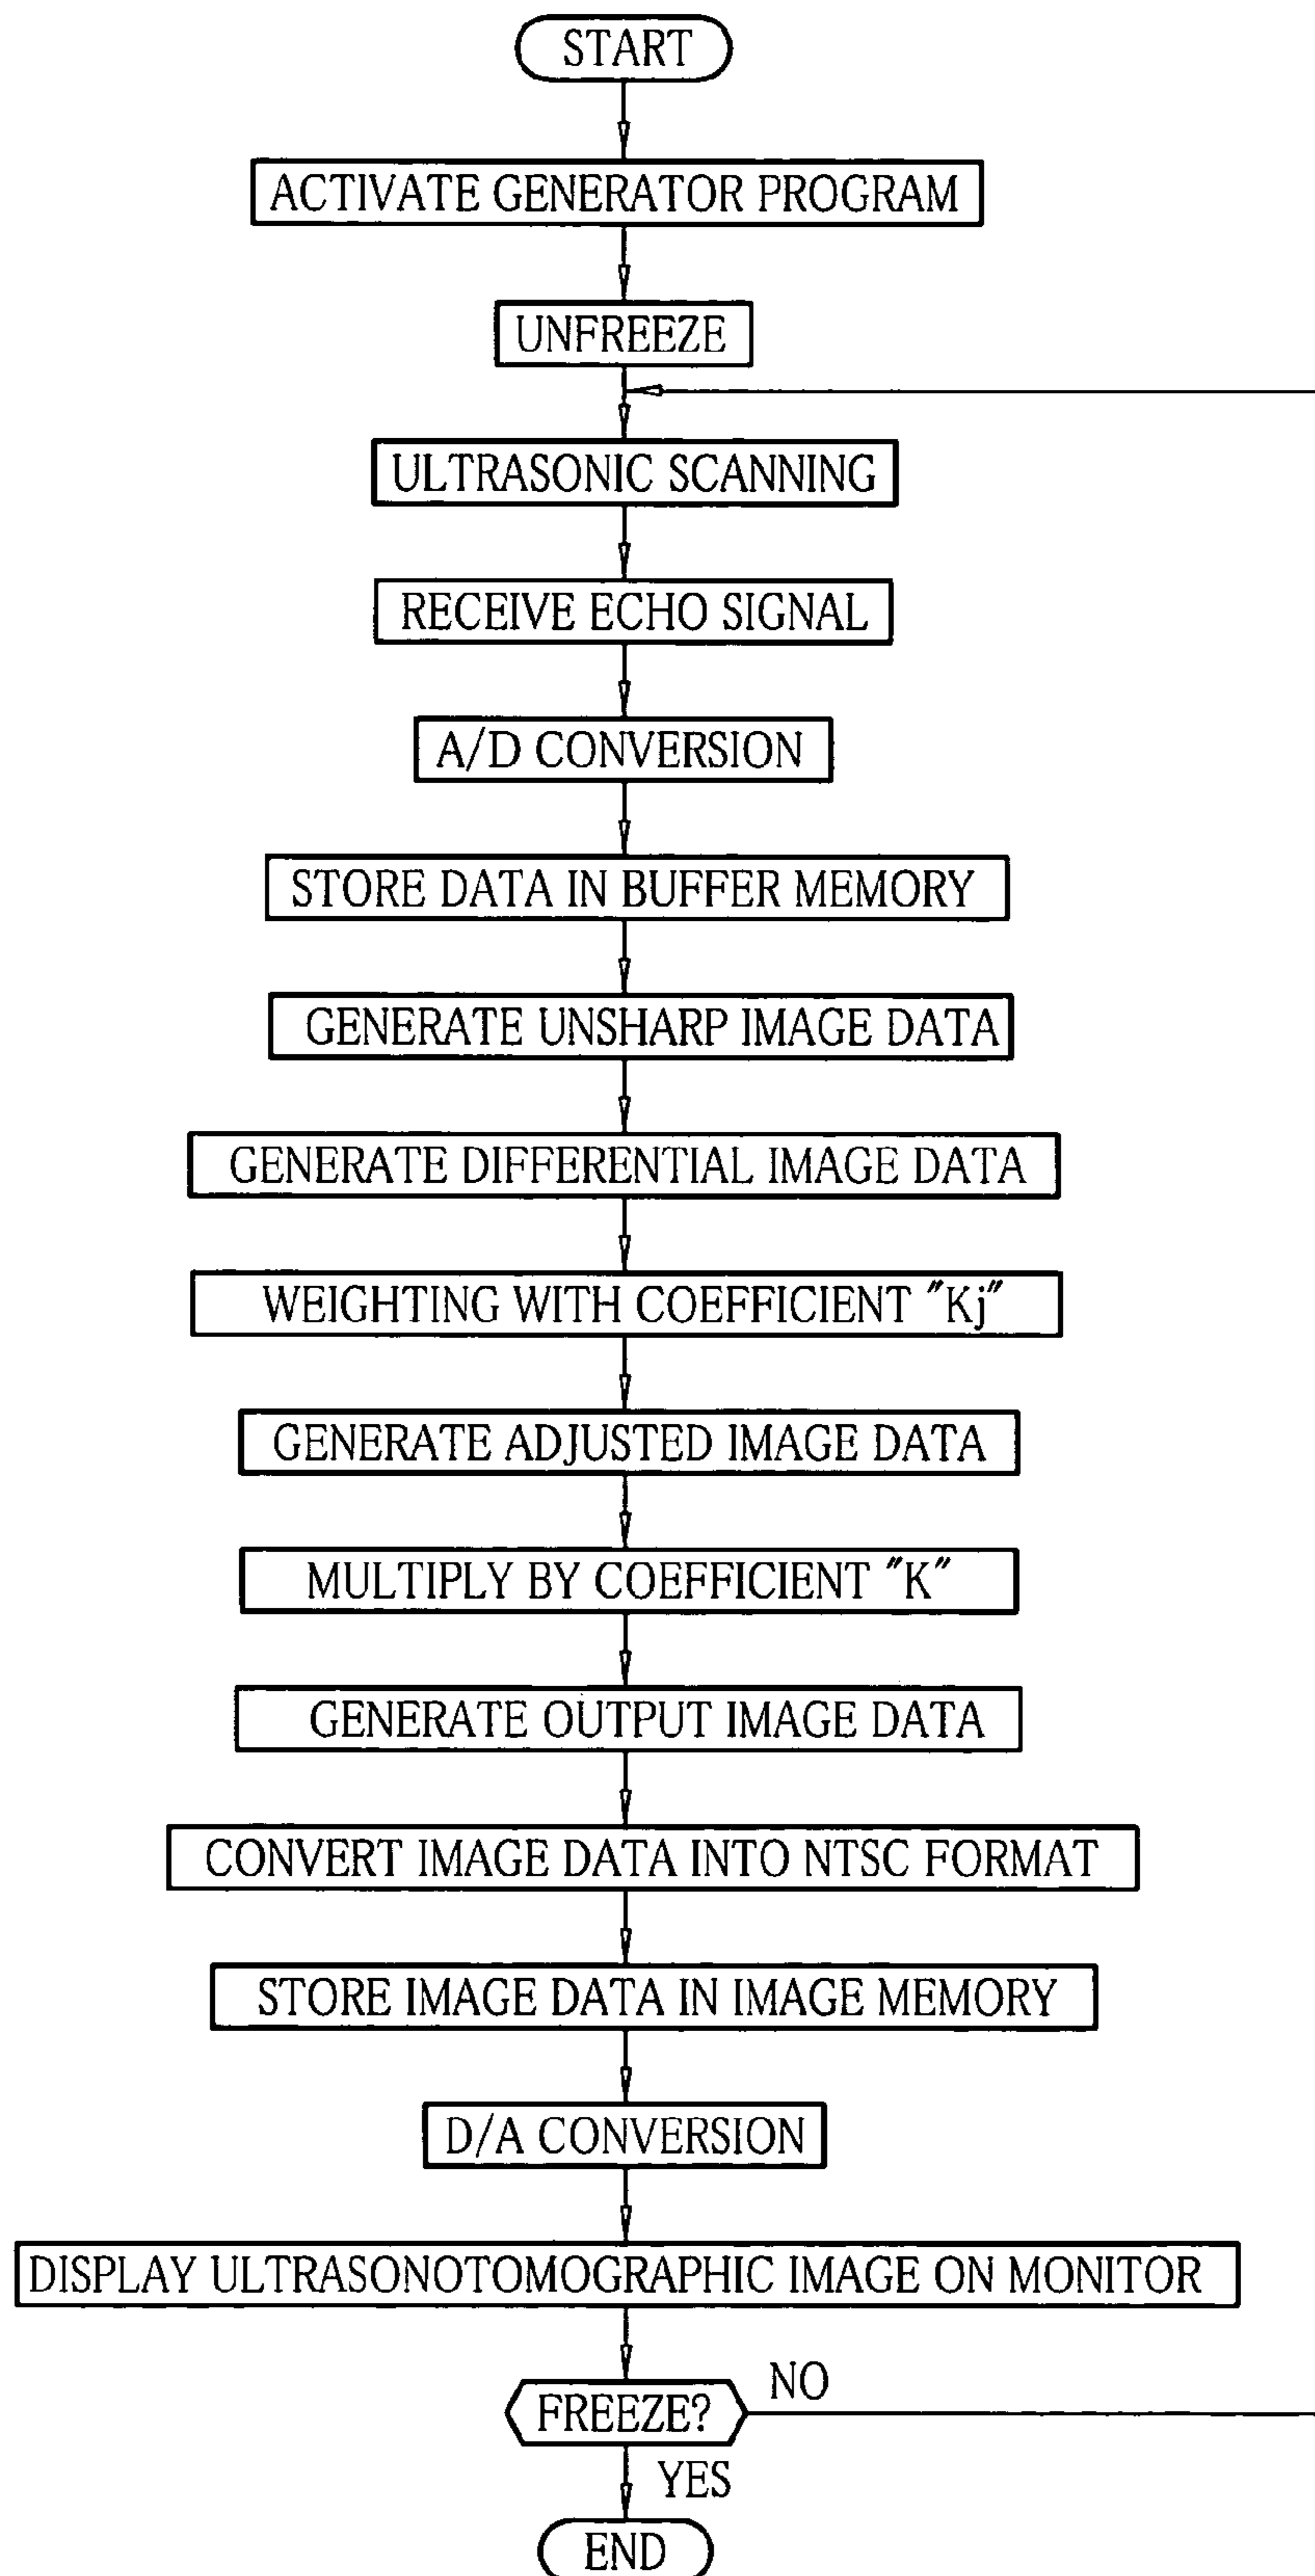 START
ACTIVATE GENERATOR PROGRAM
UNFREEZE
ULTRASONIC SCANNING
RECEIVE ECHO SIGNAL
A/D CONVERSION
STORE DATA IN BUFFER MEMORY
GENERATE UNSHARP IMAGE DATA
GENERATE DIFFERENTIAL IMAGE DATA
WEIGHTING WITH COEFFICIENT "Kj"
GENERATE ADJUSTED IMAGE DATA
MULTIPLY BY COEFFICIENT "K"
GENERATE OUTPUT IMAGE DATA
CONVERT IMAGE DATA INTO NTSC FORMAT
STORE IMAGE DATA IN IMAGE MEMORY
D/A CONVERSION
DISPLAY ULTRASONOTOMOGRAPHIC IMAGE ON MONITOR
NO
FREEZE?
YES
END